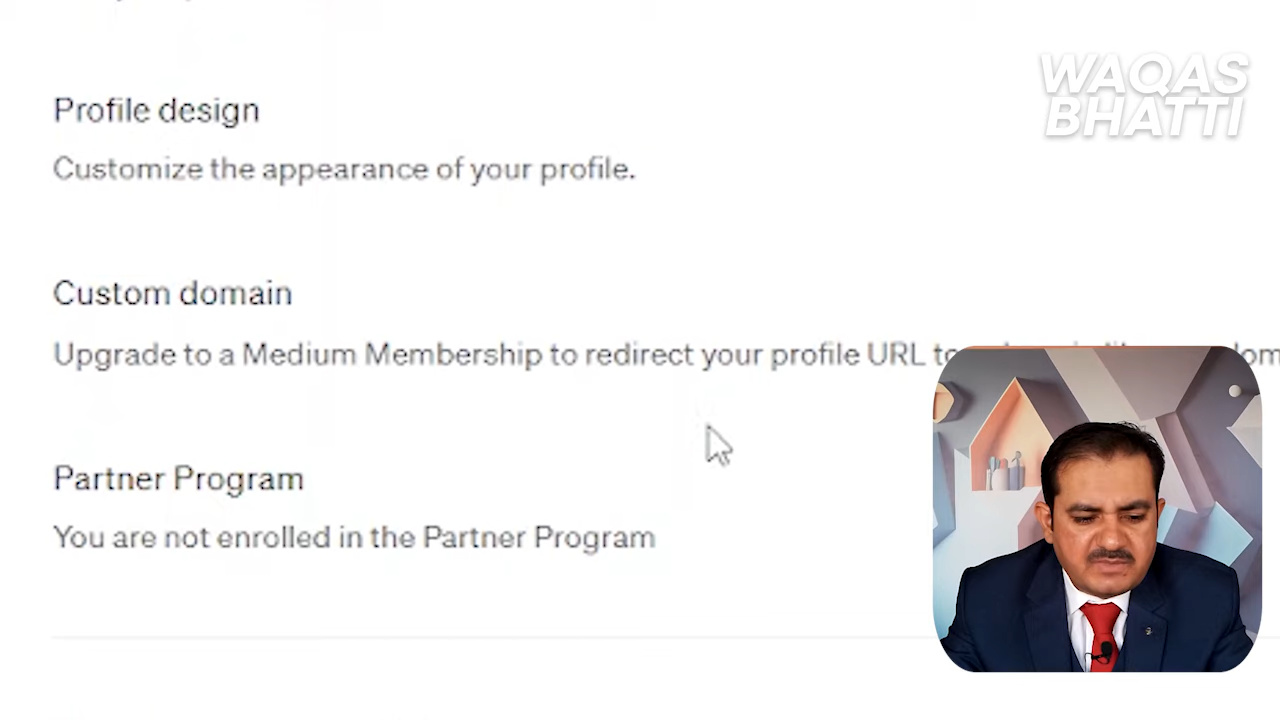 WAQAS
BHATTI
Profile design
Customize the appearance of your profile.
Custom domain
Upgrade to a Medium Membership to redirect your profile URL to
Partner Program
You are not enrolled in the Partner Program